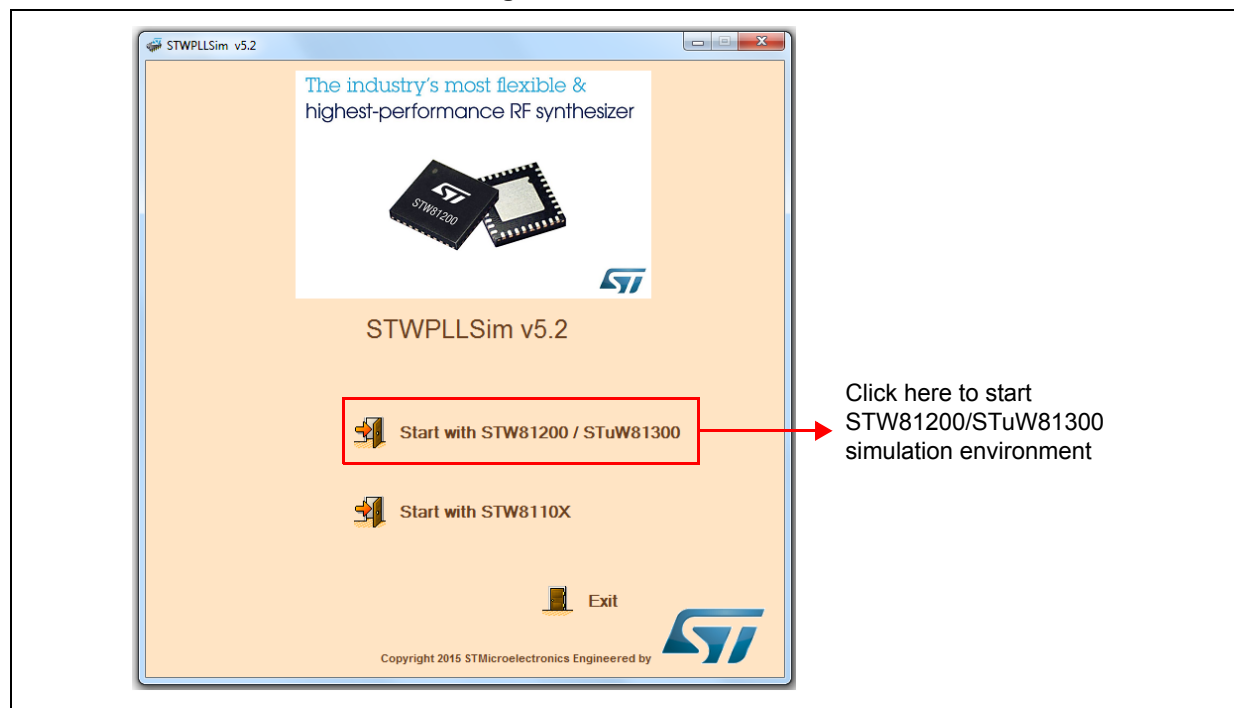 STWPLLSim v5.2
The industry's most flexible &
highest-performance RF synthesizer
ST
STW81200
ST
STWPLLSim v5.2
Start with STW81200 / STuW81300
Click here to start
STW81200/STuW81300
simulation environment
Start with STW8110X
Exit
Copyright 2015 STMicroelectronics Engineered by
ST